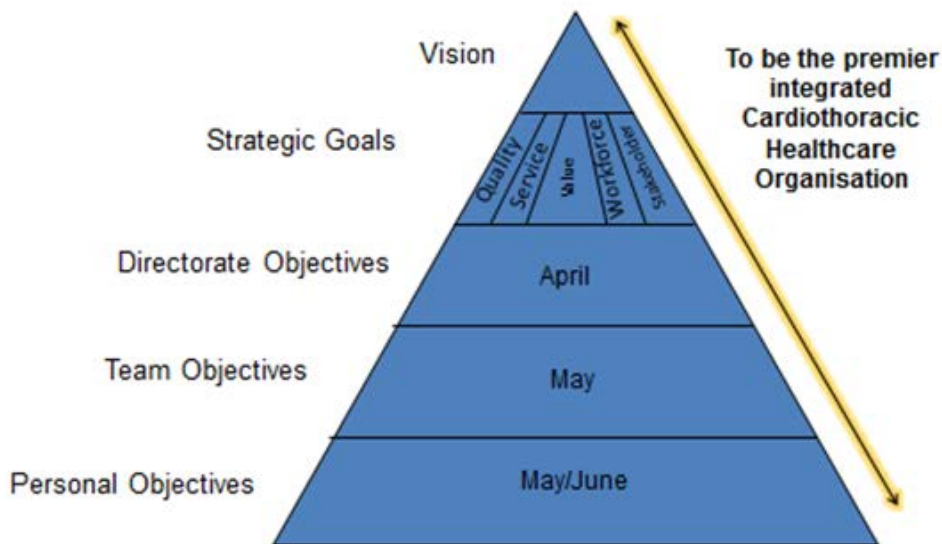 Vision
To be the premier
integrated
Cardiothoracic
Healthcare
Organisation
Strategic Goals
Quality
Service
Value
Workforce
Stakeholder
Directorate Objectives
April
Team Objectives
May
Personal Objectives
May/June